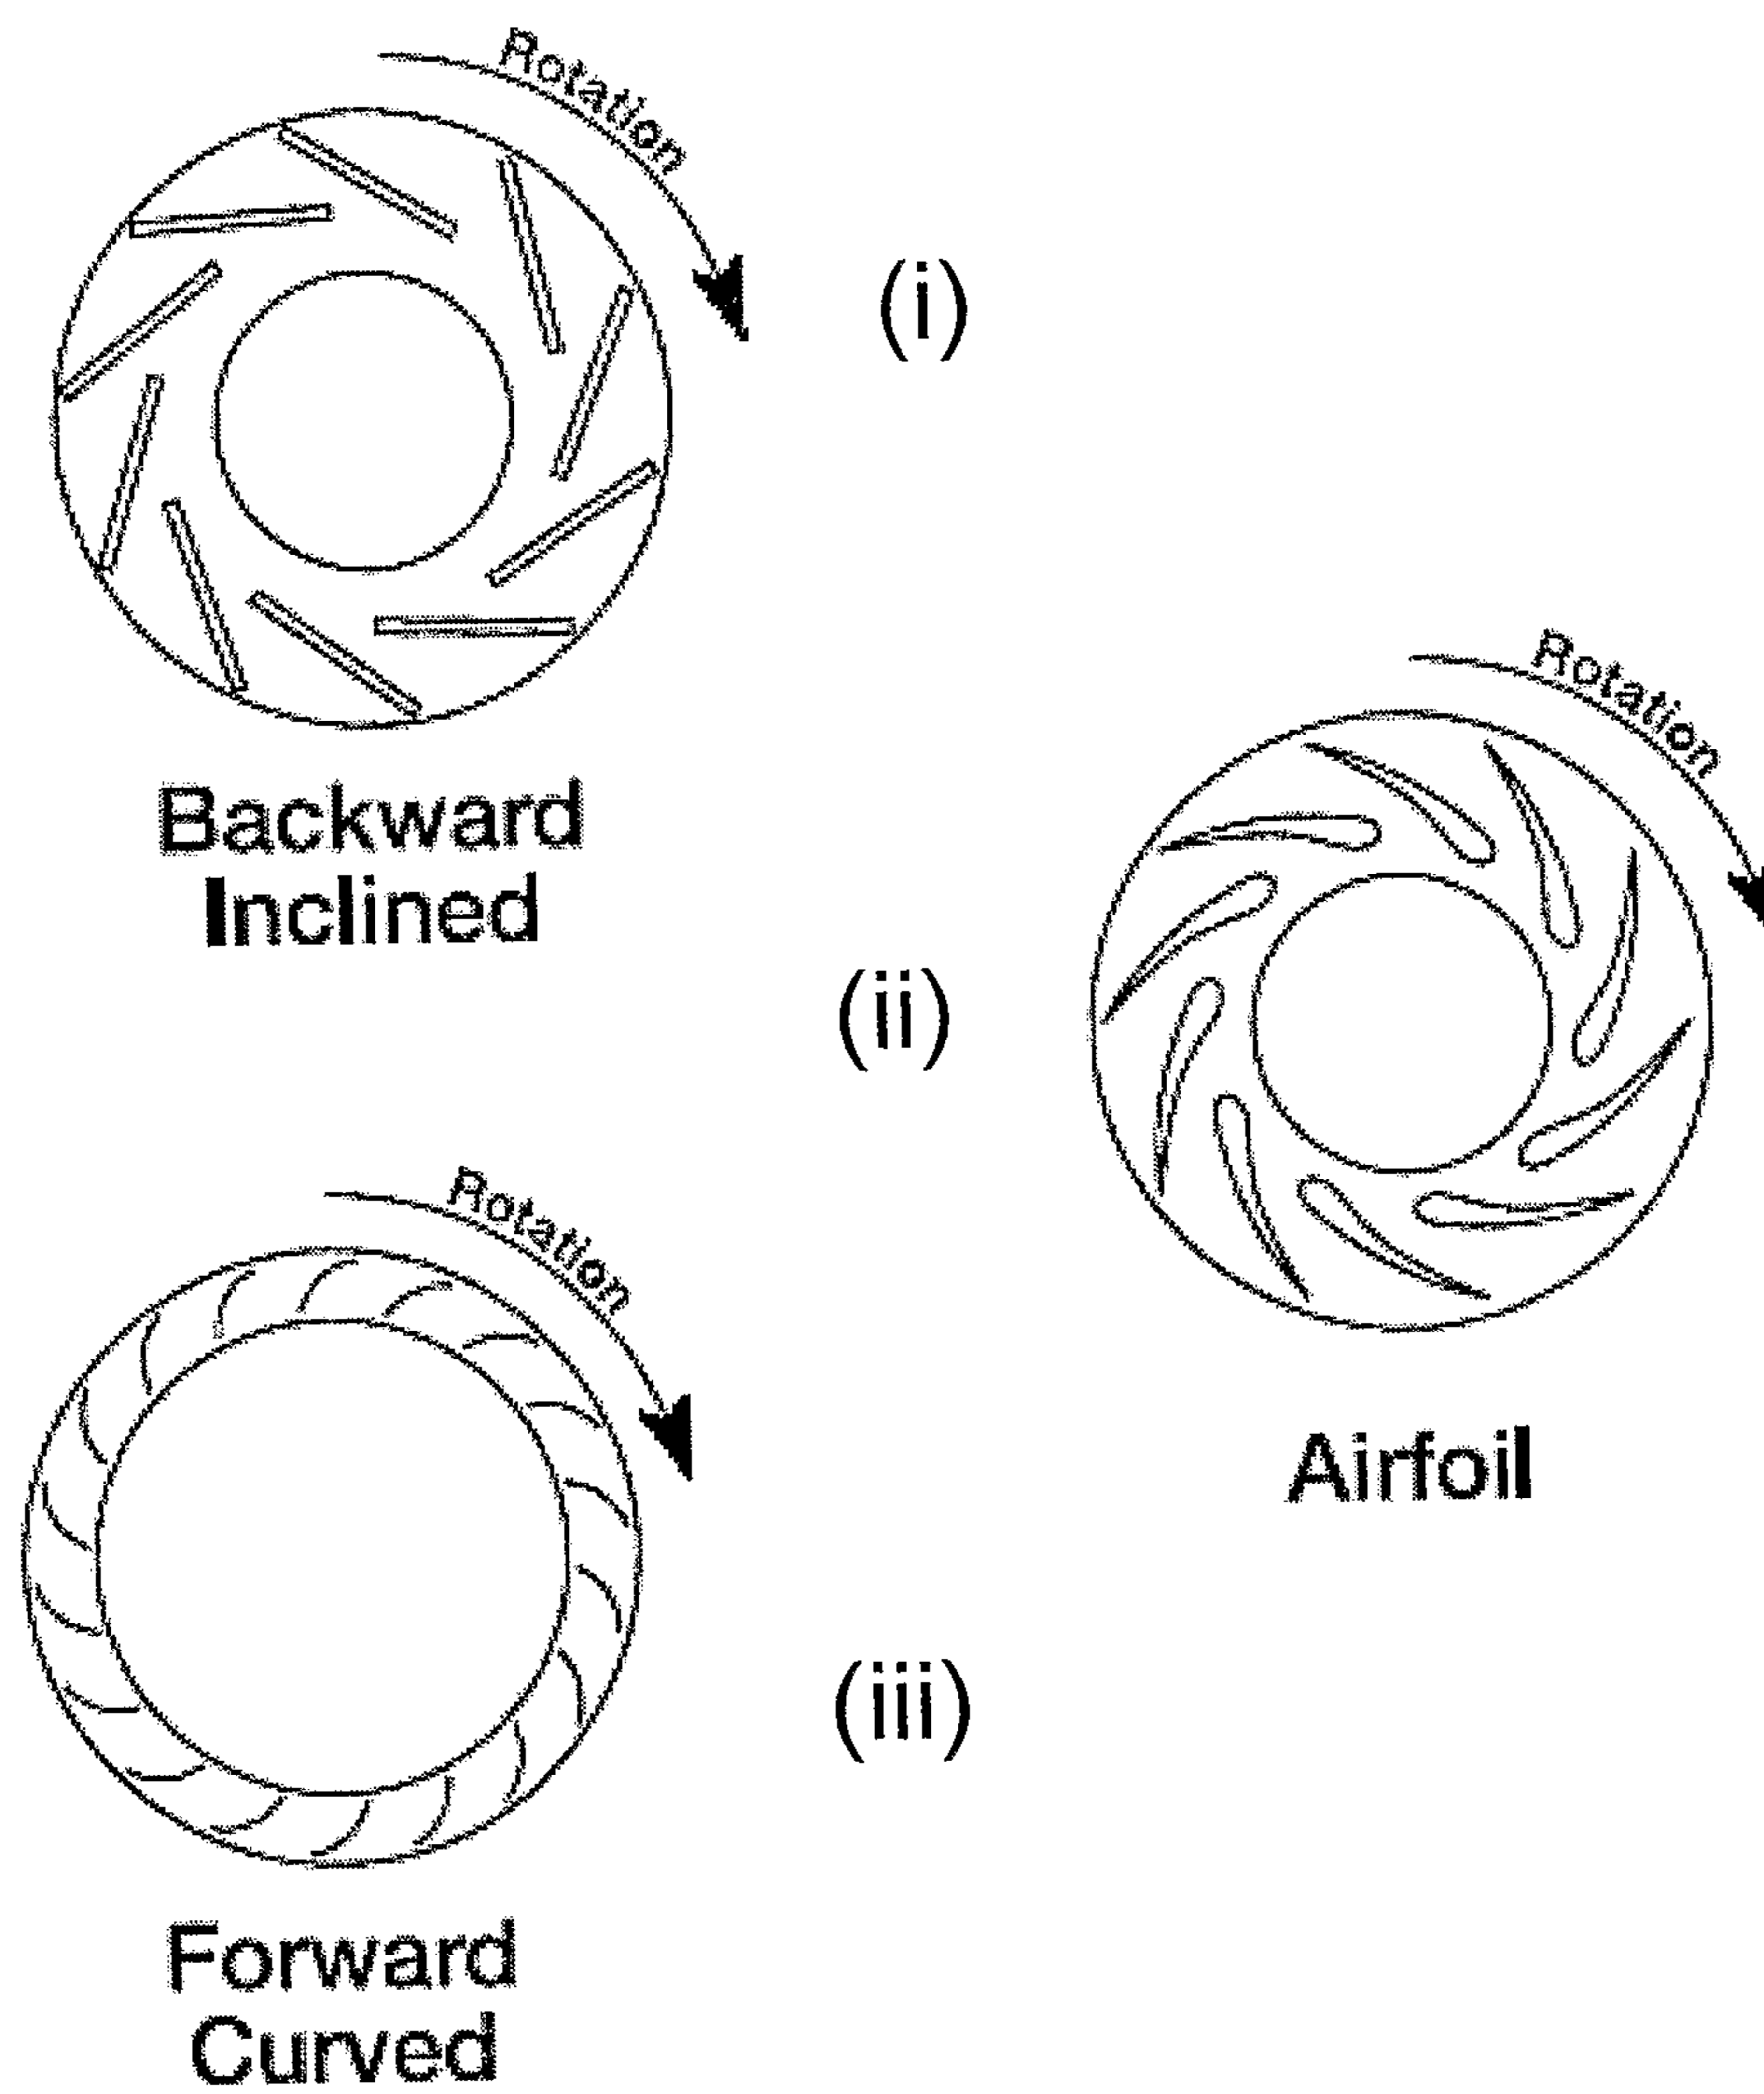 Rotation
(i)
Backward
Inclined
Rotation
(ii)
Airfoil
Rotation
(iii)
Forward
Curved